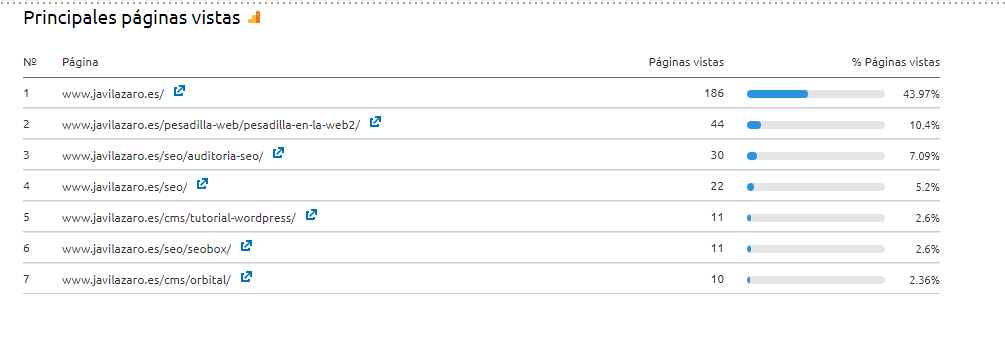 Principales páginas vistas
Nº Página Páginas vistas % Páginas vistas
1 www.javilazaro.es/ 186 43.97%
2 www.javilazaro.es/pesadilla-web/pesadilla-en-la-web2/ 44 10.4%
3 www.javilazaro.es/seo/auditoria-seo/ 30 7.09%
4 www.javilazaro.es/seo/ 22 5.2%
5 www.javilazaro.es/cms/tutorial-wordpress/ 11 2.6%
6 www.javilazaro.es/seo/seobox/ 11 2.6%
7 www.javilazaro.es/cms/orbital/ 10 2.36%